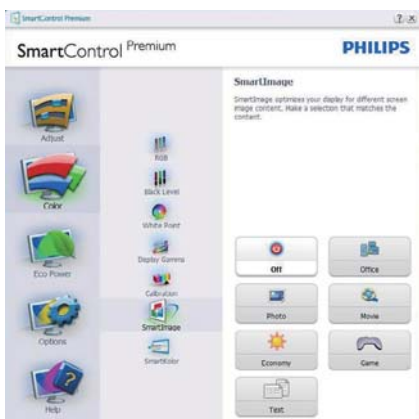 SmartControl Premium
SmartControl Premium
PHILIPS
Adjust
Color
Eco Power
Options
Help
RGB
Black Level
White Point
Display Gamma
Calibration
SmartImage
SmartKolor
SmartImage
SmartImage optimizes your display for different screen
image content. Make a selection that matches the
content.
Off
Office
Photo
Movie
Economy
Game
Text